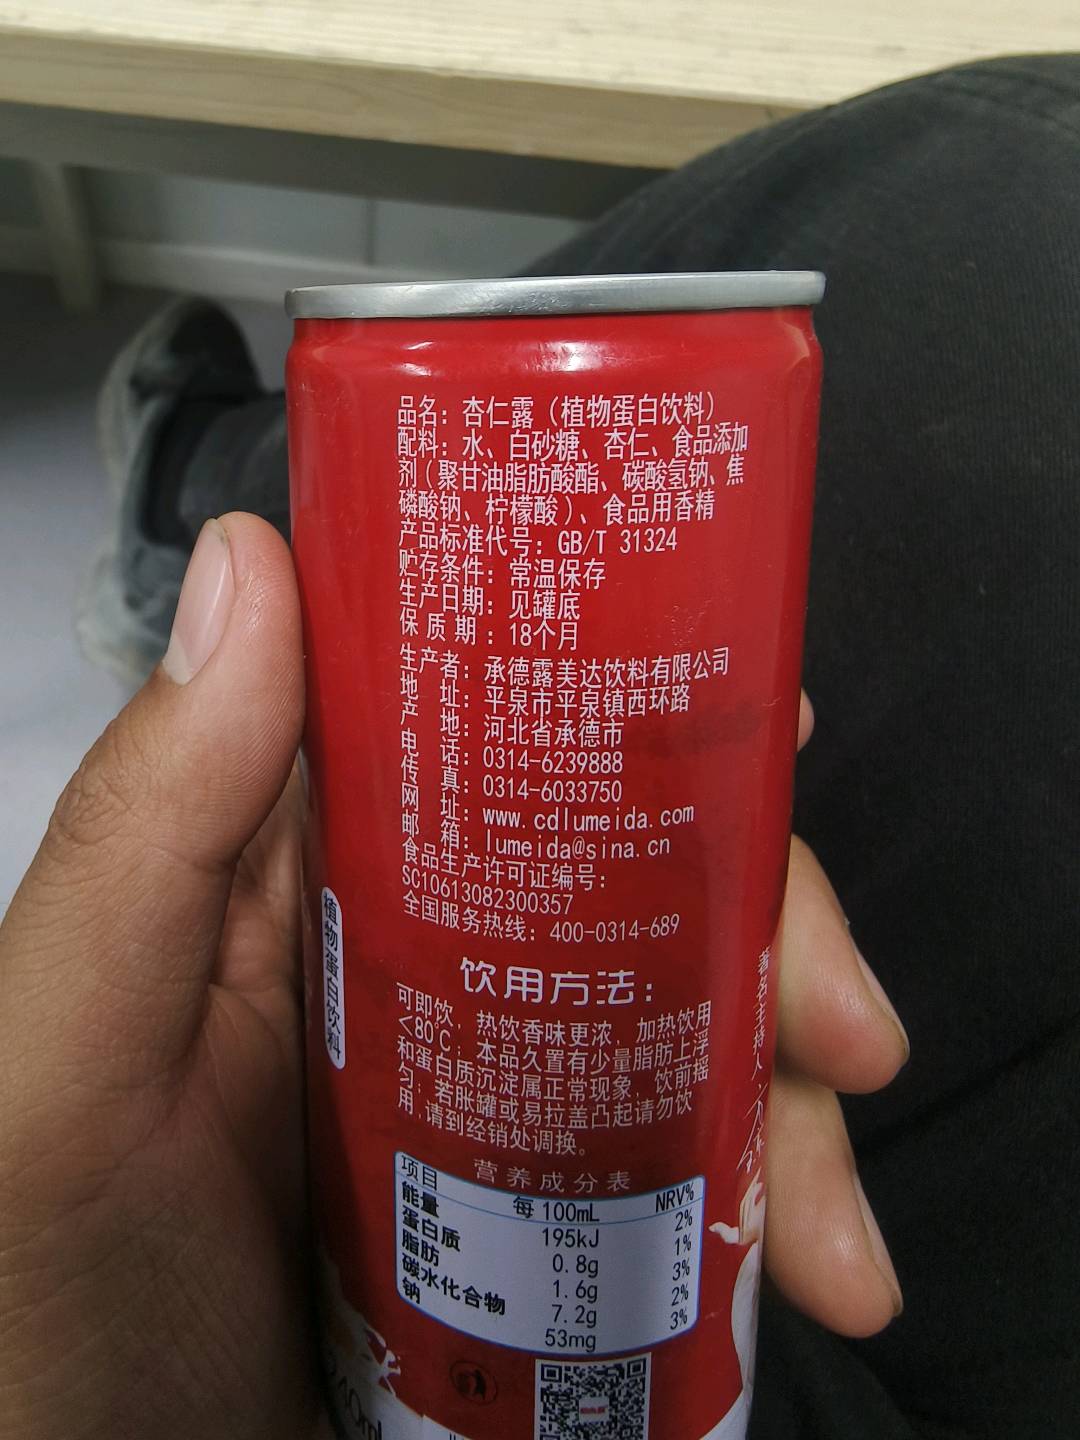 品名：杏仁露（植物蛋白饮料）
配料：水、白砂糖、杏仁、食品添加
剂（聚甘油脂肪酸酯、碳酸氢钠、焦
磷酸钠、柠檬酸）、食品用香精
产品标准代号：GB/T 31324
贮存条件：常温保存
生产日期：见罐底
保质期：18个月
生产者：承德露美达饮料有限公司
地 址：平泉市平泉镇西环路
产 地：河北省承德市
电 话：0314-6239888
传 真：0314-6033750
网 址：www.cdlumeida.com
邮 箱：lumeida@sina.cn
食品生产许可证编号：
SC10613082300357
全国服务热线：400-0314-689
饮用方法：
可即饮，热饮香味更浓，加热饮用
<80℃；本品久置有少量脂肪上浮
和蛋白质沉淀属正常现象，饮前摇
匀；若胀罐或易拉盖凸起请勿饮
用，请到经销处调换。
营养成分表
项目 每100mL NRV%
能量 195kJ 2%
蛋白质 0.8g 1%
脂肪 1.6g 3%
碳水化合物 7.2g 2%
钠 53mg 3%
植物蛋白饮料
著名主持人
240ml